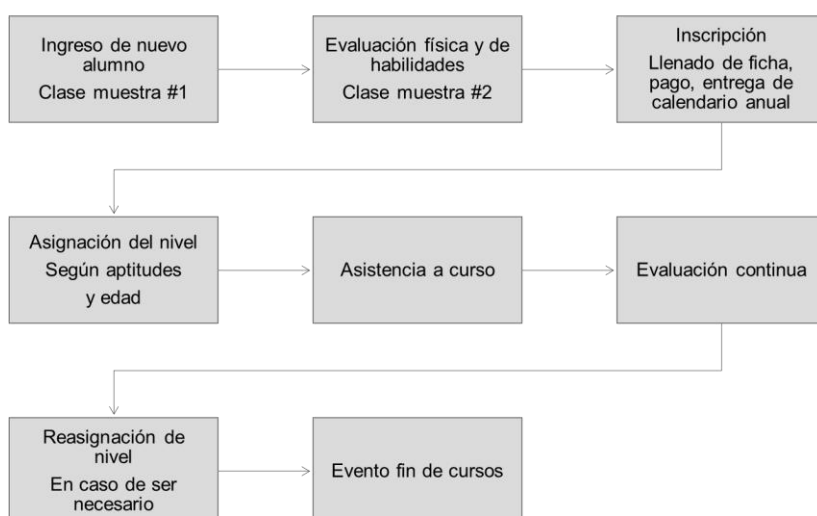 Ingreso de nuevo
alumno
Clase muestra #1
Evaluación física y de
habilidades
Clase muestra #2
Inscripción
Llenado de ficha,
pago, entrega de
calendario anual
Asignación del nivel
Según aptitudes
y edad
Asistencia a curso
Evaluación continua
Reasignación de
nivel
En caso de ser
necesario
Evento fin de cursos